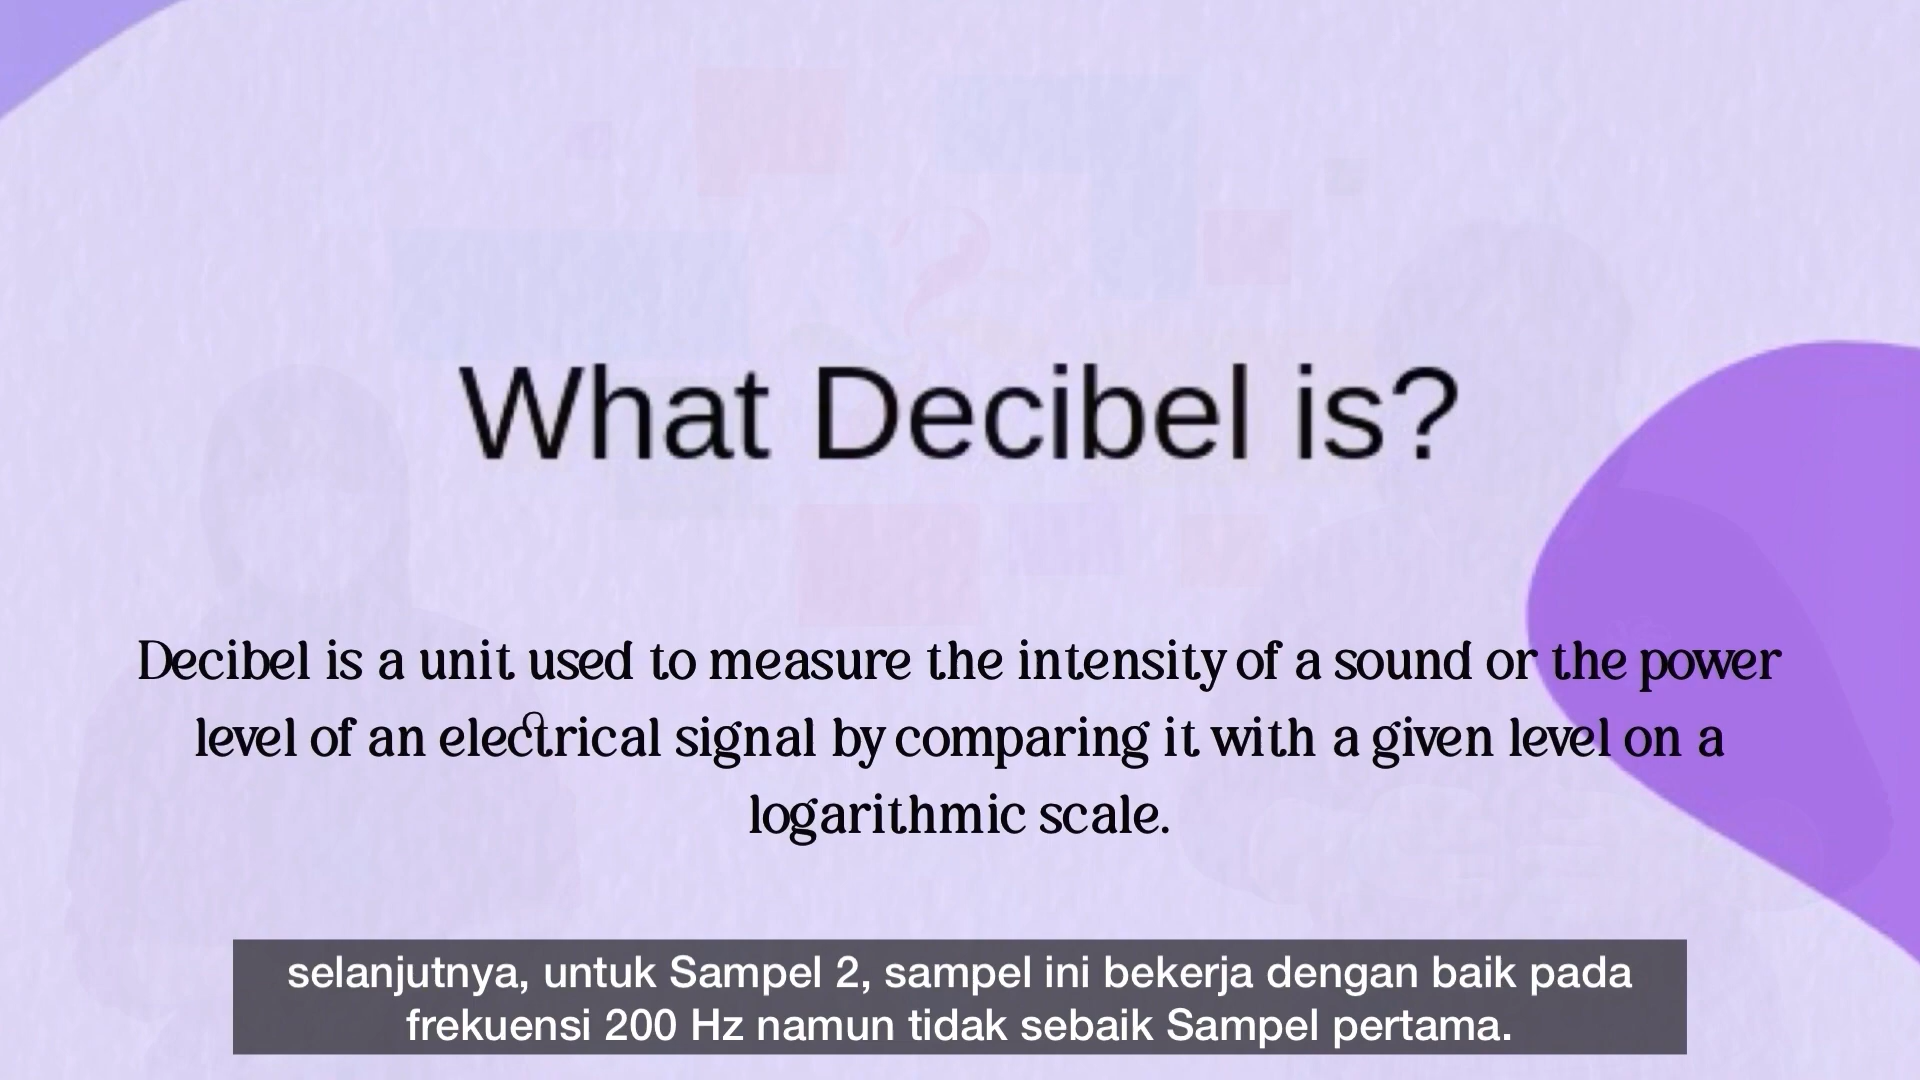 What Decibel is?
Decibel is a unit used to measure the intensity of a sound or the power
level of an electrical signal by comparing it with a given level on a
logarithmic scale.
selanjutnya, untuk Sampel 2, sampel ini bekerja dengan baik pada
frekuensi 200 Hz namun tidak sebaik Sampel pertama.